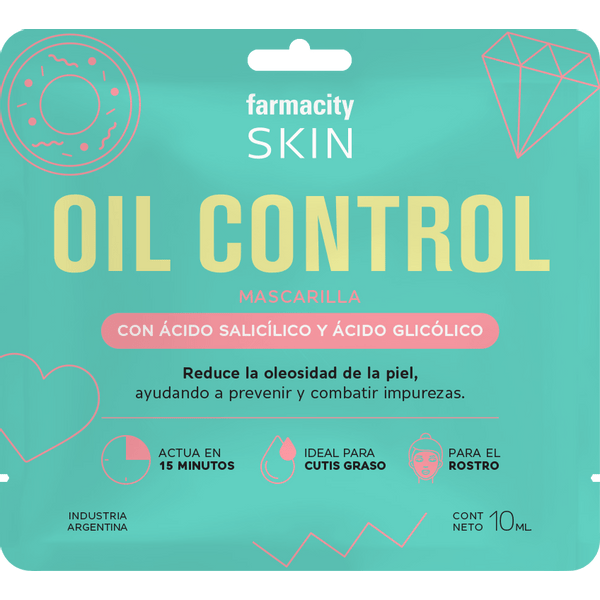 farmacity
SKIN
OIL CONTROL
MASCARILLA
CON ÁCIDO SALICÍLICO Y ÁCIDO GLICÓLICO
Reduce la oleosidad de la piel,
ayudando a prevenir y combatir impurezas.
ACTUA EN
15 MINUTOS
IDEAL PARA
CUTIS GRASO
PARA EL
ROSTRO
INDUSTRIA
ARGENTINA
CONT
NETO 10ML